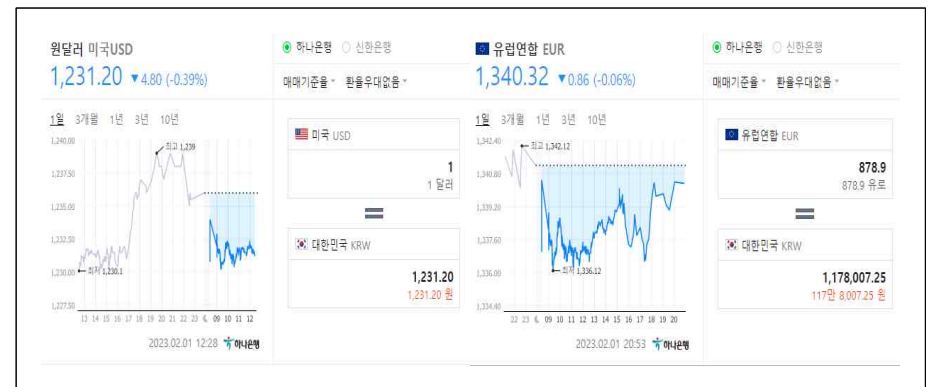 원달러 미국USD
1,231.20 ▼4.80 (-0.39%)
1일 3개월 1년 3년 10년
1,240.00
최고 1,239
1,237.50
1,235.00
1,232.50
1,230.00
최저 1,230.1
1,227.50
13 14 15 16 17 18 19 20 21 22 23 6. 09 10 11 12
2023.02.01 12:28 하나은행
하나은행 신한은행
매매기준율 환율우대없음
미국 USD
1
1 달러
=
대한민국 KRW
1,231.20
1,231.20 원
유럽연합 EUR
1,340.32 ▼0.86 (-0.06%)
1일 3개월 1년 3년 10년
1,342.40
최고 1,342.12
1,340.80
1,339.20
1,337.60
1,336.00
최저 1,336.12
1,334.40
22 23 6. 09 10 11 12 13 14 15 16 17 18 19 20
2023.02.01 20:53 하나은행
하나은행 신한은행
매매기준율 환율우대없음
유럽연합 EUR
878.9
878.9 유로
=
대한민국 KRW
1,178,007.25
117만 8,007.25 원